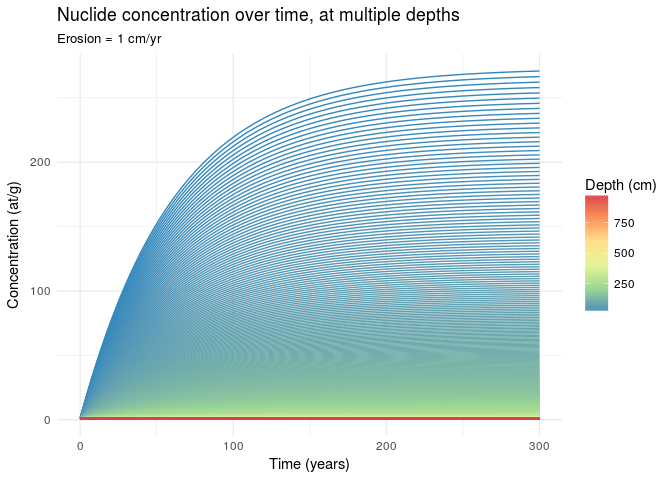 Nuclide concentration over time, at multiple depths
Erosion = 1 cm/yr
Concentration (at/g)
200
100
0
0
100
200
300
Time (years)
Depth (cm)
750
500
250